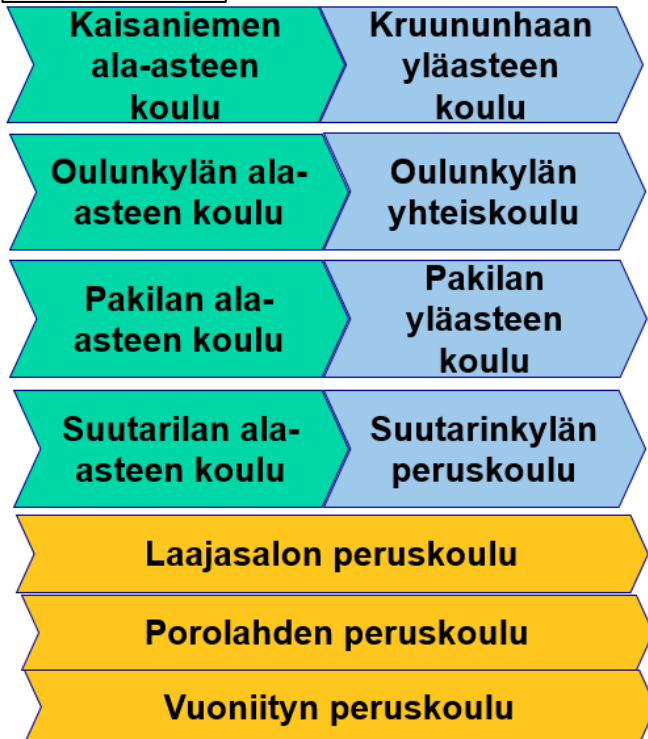 Kaisaniemen
ala-asteen
koulu
Kruununhaan
yläasteen
koulu
Oulunkylän ala-
asteen koulu
Oulunkylän
yhteiskoulu
Pakilan ala-
asteen koulu
Pakilan
yläasteen
koulu
Suutarilan ala-
asteen koulu
Suutarinkylän
peruskoulu
Laajasalon peruskoulu
Porolahden peruskoulu
Vuoniityn peruskoulu